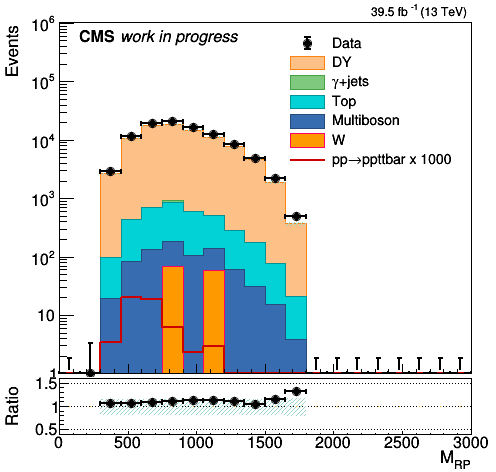 39.5 fb⁻¹ (13 TeV)
CMS work in progress
Events
10⁶
10⁵
10⁴
10³
10²
10
1
Data
DY
γ+jets
Top
Multiboson
W
pp→ppttbar x 1000
Ratio
1.5
1
0.5
0 500 1000 1500 2000 2500 3000
M_RP